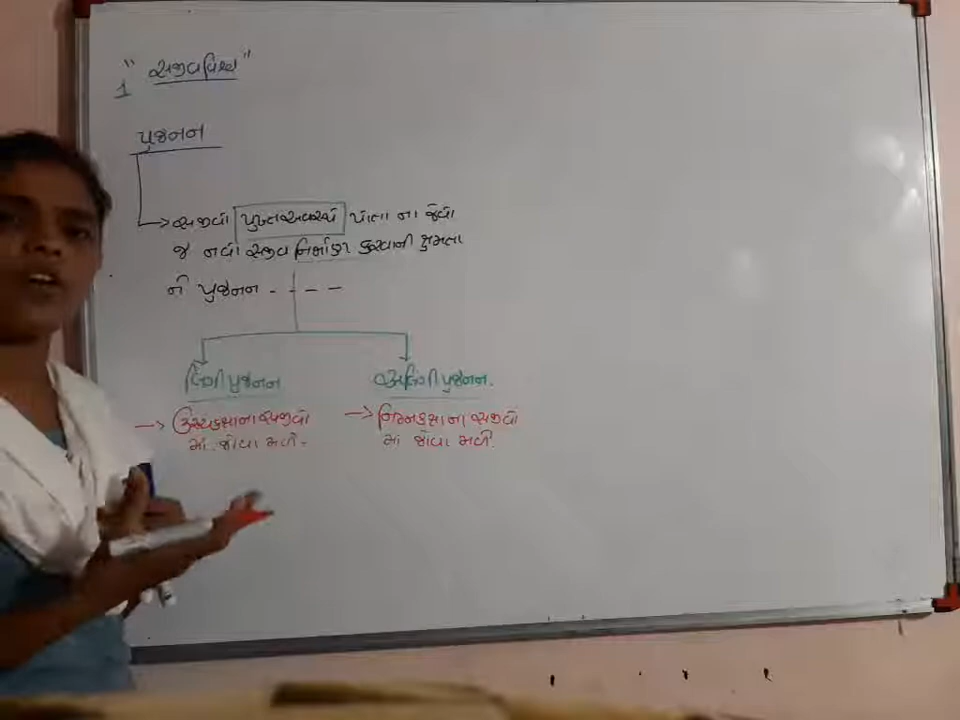 1 "સજીવવિશ્વ"
પ્રજનન
→ સજીવો પુખ્તઅવસ્થે પોતા ના જેવો
જ નવો સજીવ નિર્માણ કરવાની ક્ષમતા
ને પ્રજનન - - - -
લિંગીપ્રજનન અલિંગીપ્રજનન.
→ ઉચ્ચકક્ષાના સજીવો → નિમ્નકક્ષાના સજીવો
માં જોવા મળે. માં જોવા મળે.